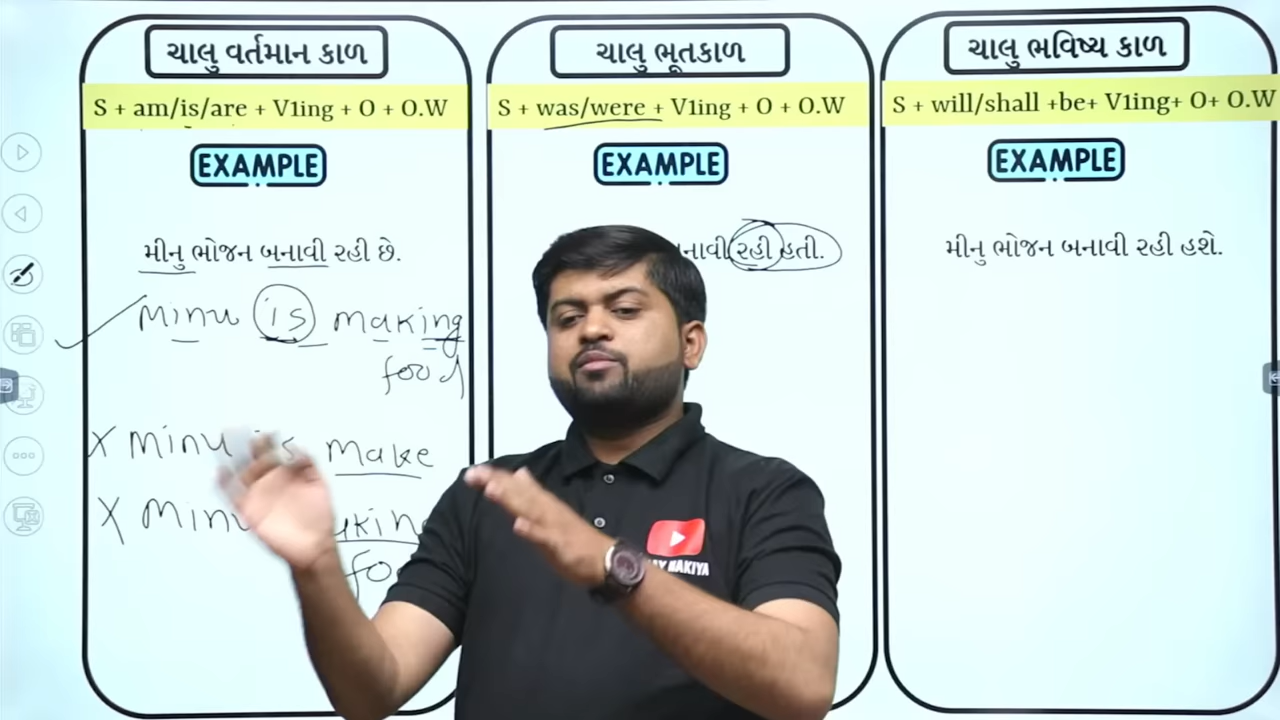 ચાલુ વર્તમાન કાળ
S + am/is/are + V1ing + O + O.W
EXAMPLE
મીનુ ભોજન બનાવી રહી છે.
Minu is making
food
X Minu is make
X Minu
ચાલુ ભૂતકાળ
S + was/were + V1ing + O + O.W
EXAMPLE
રહી હતી.
ચાલુ ભવિષ્ય કાળ
S + will/shall +be+ V1ing+ O+ O.W
EXAMPLE
મીનુ ભોજન બનાવી રહી હશે.